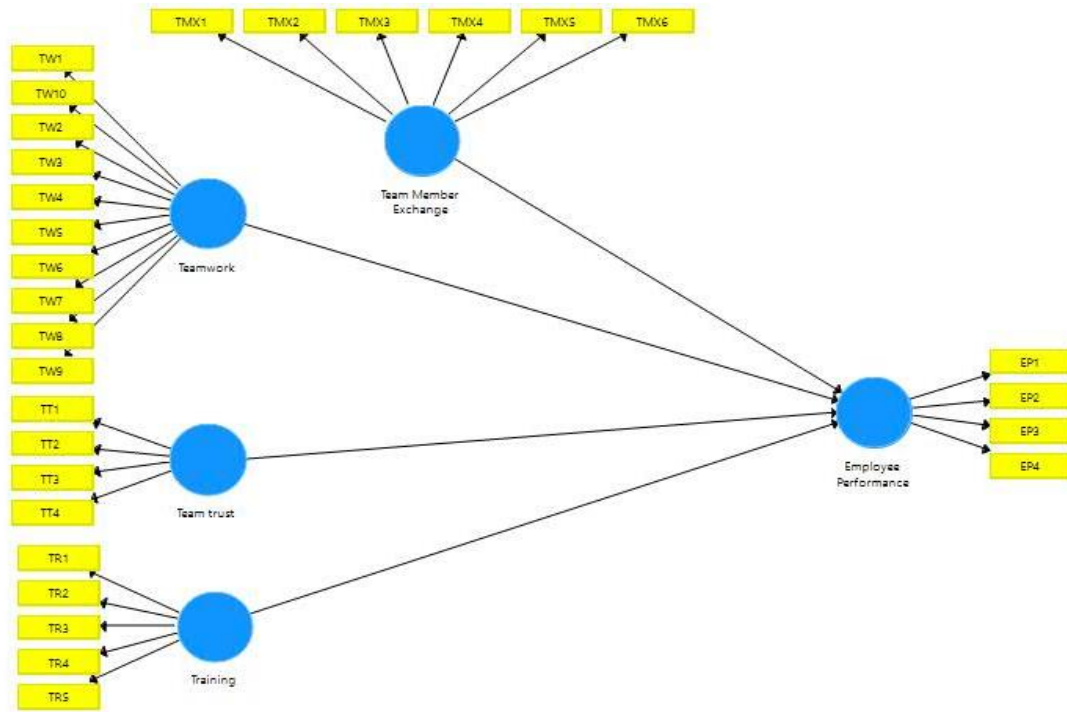 TMX1
TMX2
TMX3
TMX4
TMX5
TMX6
Team Member
Exchange
TW1
TW10
TW2
TW3
TW4
TW5
TW6
TW7
TW8
TW9
Teamwork
TT1
TT2
TT3
TT4
Team trust
TR1
TR2
TR3
TR4
TR5
Training
EP1
EP2
EP3
EP4
Employee
Performance